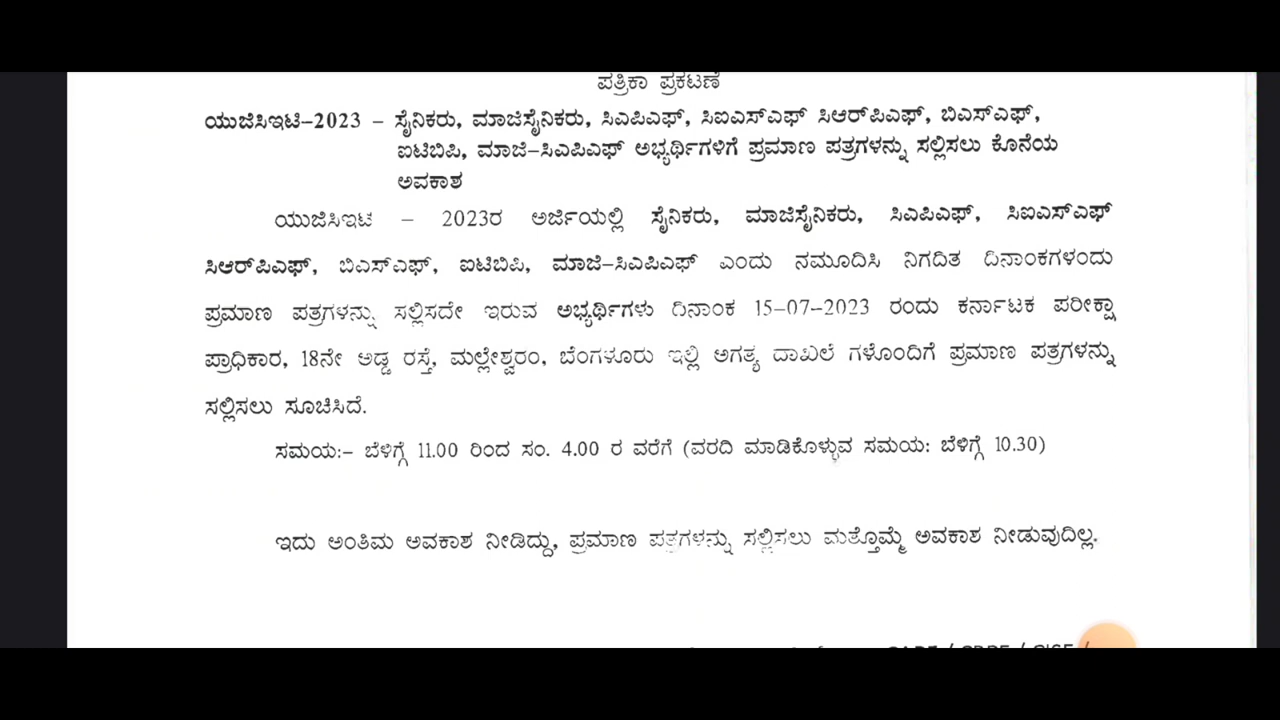 ಪತ್ರಿಕಾ ಪ್ರಕಟಣೆ
ಯುಜಿಸಿಇಟಿ–2023 – ಸೈನಿಕರು, ಮಾಜಿಸೈನಿಕರು, ಸಿಎಪಿಎಫ್, ಸಿಐಎಸ್ಎಫ್ ಸಿಆರ್‌ಪಿಎಫ್, ಬಿಎಸ್ಎಫ್,
ಐಟಿಬಿಪಿ, ಮಾಜಿ–ಸಿಎಪಿಎಫ್ ಅಭ್ಯರ್ಥಿಗಳಿಗೆ ಪ್ರಮಾಣ ಪತ್ರಗಳನ್ನು ಸಲ್ಲಿಸಲು ಕೊನೆಯ
ಅವಕಾಶ
ಯುಜಿಸಿಇಟಿ – 2023ರ ಅರ್ಜಿಯಲ್ಲಿ ಸೈನಿಕರು, ಮಾಜಿಸೈನಿಕರು, ಸಿಎಪಿಎಫ್, ಸಿಐಎಸ್ಎಫ್
ಸಿಆರ್‌ಪಿಎಫ್, ಬಿಎಸ್ಎಫ್, ಐಟಿಬಿಪಿ, ಮಾಜಿ–ಸಿಎಪಿಎಫ್ ಎಂದು ನಮೂದಿಸಿ ನಿಗದಿತ ದಿನಾಂಕಗಳಂದು
ಪ್ರಮಾಣ ಪತ್ರಗಳನ್ನು ಸಲ್ಲಿಸದೇ ಇರುವ ಅಭ್ಯರ್ಥಿಗಳು ದಿನಾಂಕ 15–07–2023 ರಂದು ಕರ್ನಾಟಕ ಪರೀಕ್ಷಾ
ಪ್ರಾಧಿಕಾರ, 18ನೇ ಅಡ್ಡ ರಸ್ತೆ, ಮಲ್ಲೇಶ್ವರಂ, ಬೆಂಗಳೂರು ಇಲ್ಲಿ ಅಗತ್ಯ ದಾಖಲೆ ಗಳೊಂದಿಗೆ ಪ್ರಮಾಣ ಪತ್ರಗಳನ್ನು
ಸಲ್ಲಿಸಲು ಸೂಚಿಸಿದೆ.
ಸಮಯ:– ಬೆಳಿಗ್ಗೆ 11.00 ರಿಂದ ಸಂ. 4.00 ರ ವರೆಗೆ (ವರದಿ ಮಾಡಿಕೊಳ್ಳುವ ಸಮಯ: ಬೆಳಿಗ್ಗೆ 10.30)
ಇದು ಅಂತಿಮ ಅವಕಾಶ ನೀಡಿದ್ದು, ಪ್ರಮಾಣ ಪತ್ರಗಳನ್ನು ಸಲ್ಲಿಸಲು ಮತ್ತೊಮ್ಮೆ ಅವಕಾಶ ನೀಡುವುದಿಲ್ಲ.